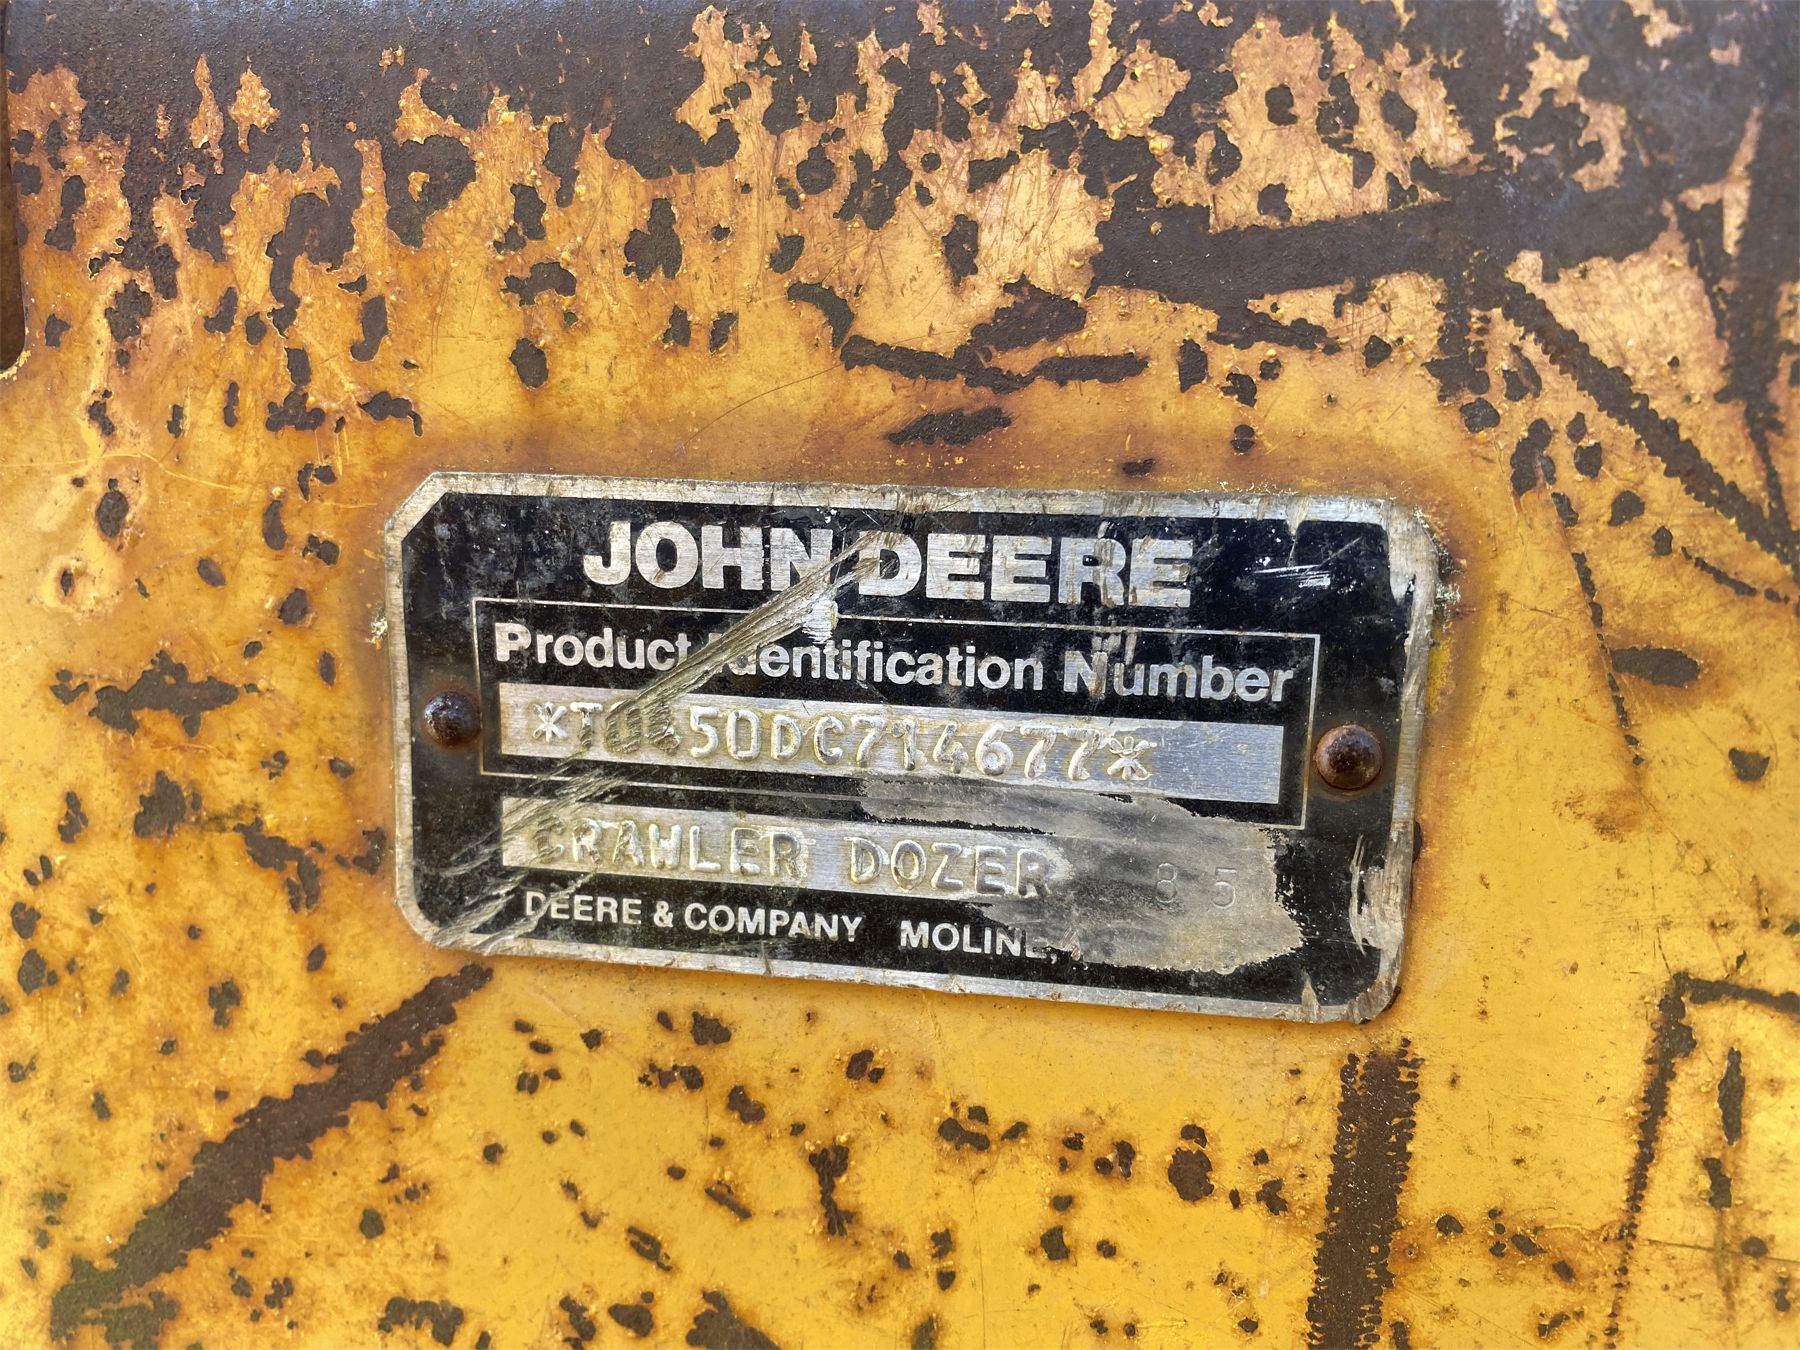 JOHN DEERE
Product Identification Number
*T0450DC714677*
CRAWLER DOZER 85
DEERE & COMPANY MOLINE,